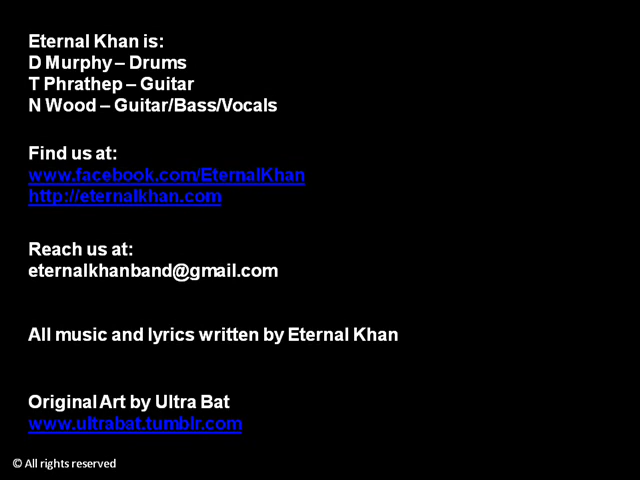 Eternal Khan is:
D Murphy – Drums
T Phrathep – Guitar
N Wood – Guitar/Bass/Vocals
Find us at:
www.facebook.com/EternalKhan
http://eternalkhan.com
Reach us at:
eternalkhanband@gmail.com
All music and lyrics written by Eternal Khan
Original Art by Ultra Bat
www.ultrabat.tumblr.com
© All rights reserved